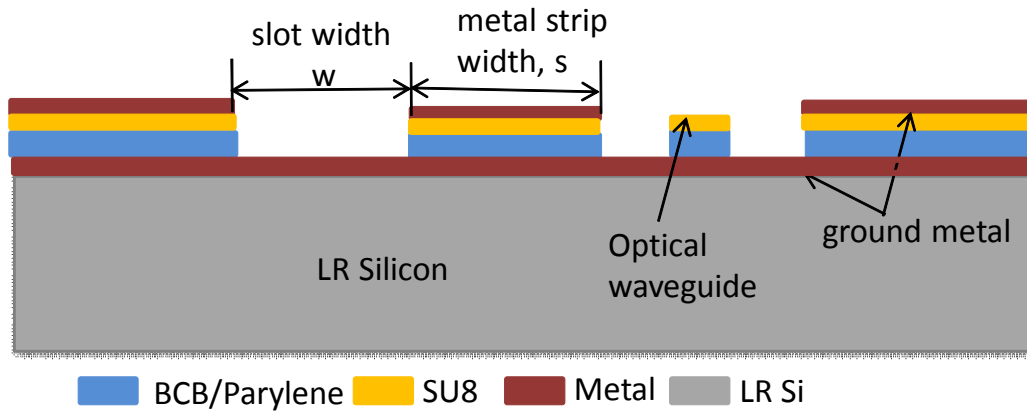 slot width
w
metal strip
width, s
LR Silicon
Optical
waveguide
ground metal
BCB/Parylene
SU8
Metal
LR Si